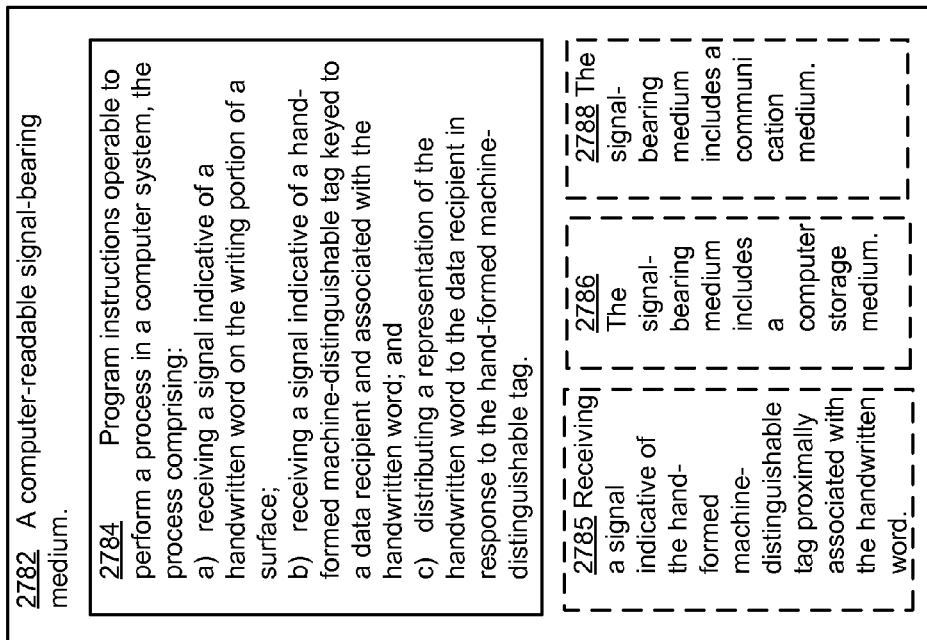 2782 A computer-readable signal-bearing
medium.
2784 Program instructions operable to
perform a process in a computer system, the
process comprising:
a) receiving a signal indicative of a
handwritten word on the writing portion of a
surface;
b) receiving a signal indicative of a hand-
formed machine-distinguishable tag keyed to
a data recipient and associated with the
handwritten word; and
c) distributing a representation of the
handwritten word to the data recipient in
response to the hand-formed machine-
distinguishable tag.
2785 Receiving
a signal
indicative of
the hand-
formed
machine-
distinguishable
tag proximally
associated with
the handwritten
word.
2786
The
signal-
bearing
medium
includes
a
computer
storage
medium.
2788 The
signal-
bearing
medium
includes a
communi
cation
medium.